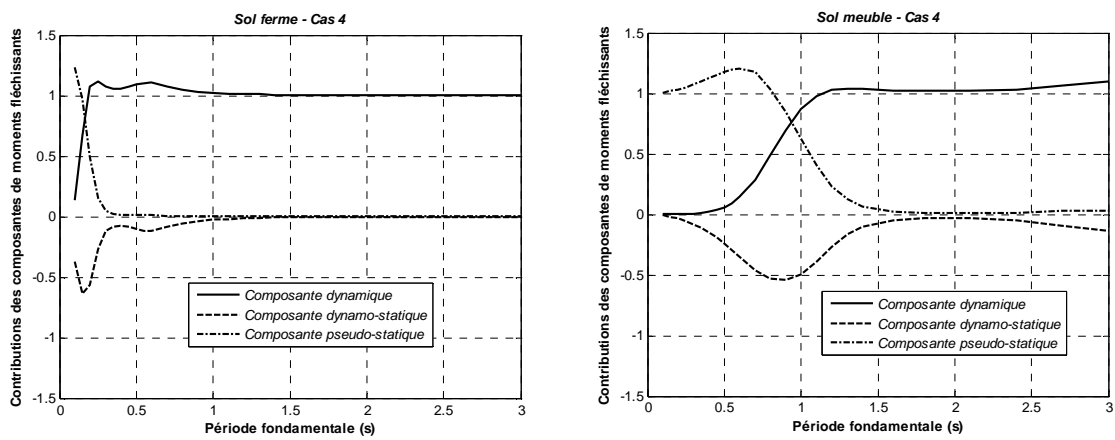 Sol ferme - Cas 4
Contributions des composantes de moments fléchissants
1.5
1
0.5
0
-0.5
-1
-1.5
Composante dynamique
Composante dynamo-statique
Composante pseudo-statique
0 0.5 1 1.5 2 2.5 3
Période fondamentale (s)
Sol meuble - Cas 4
Contributions des composantes de moments fléchissants
1.5
1
0.5
0
-0.5
-1
-1.5
Composante dynamique
Composante dynamo-statique
Composante pseudo-statique
0 0.5 1 1.5 2 2.5 3
Période fondamentale (s)